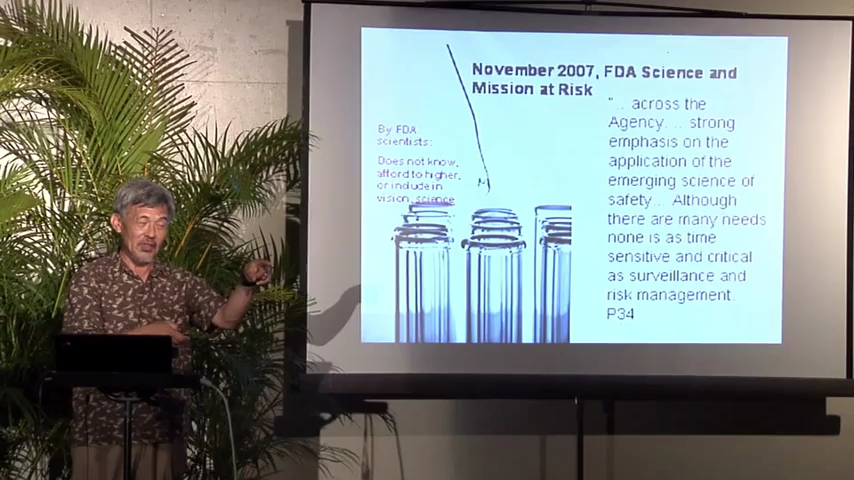 November 2007, FDA Science and
Mission at Risk
By FDA
scientists:
Does not know,
afford to higher,
or include in
vision, science
"... across the
Agency.... strong
emphasis on the
application of the
emerging science of
safety... Although
there are many needs
none is as time
sensitive and critical
as surveillance and
risk management.
P34